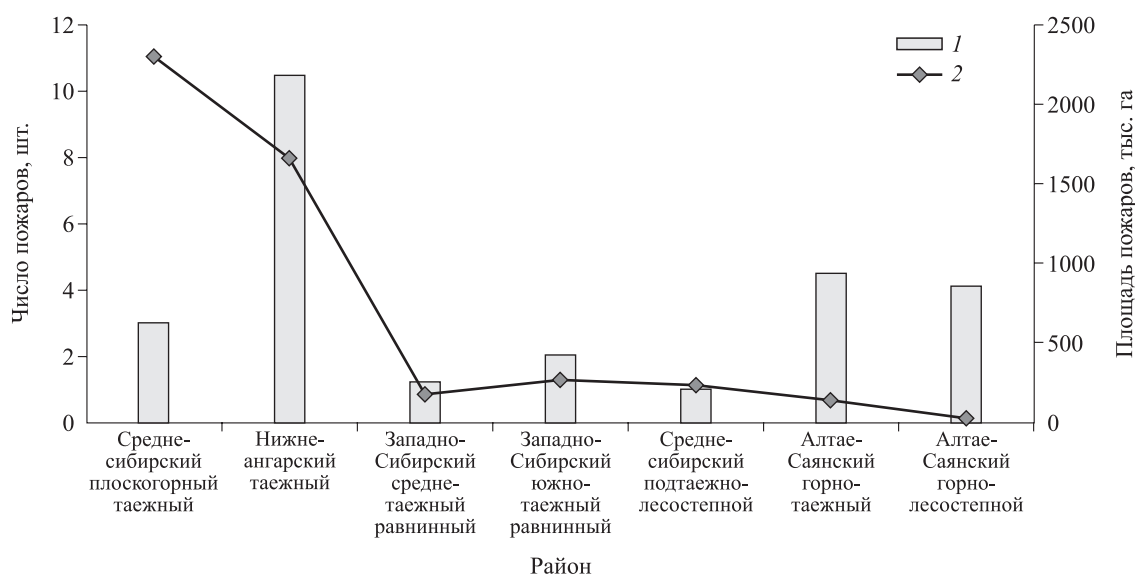 12
10
8
6
4
2
0
Число пожаров, шт.
2500
2000
1500
1000
500
0
Площадь пожаров, тыс. га
1
2
Средне-
сибирский
плоскогорный
таежный
Нижне-
ангарский
таежный
Западно-
Сибирский
средне-
таежный
равнинный
Западно-
Сибирский
южно-
таежный
равнинный
Средне-
сибирский
подтаежно-
лесостепной
Алтае-
Саянский
горно-
таежный
Алтае-
Саянский
горно-
лесостепной
Район